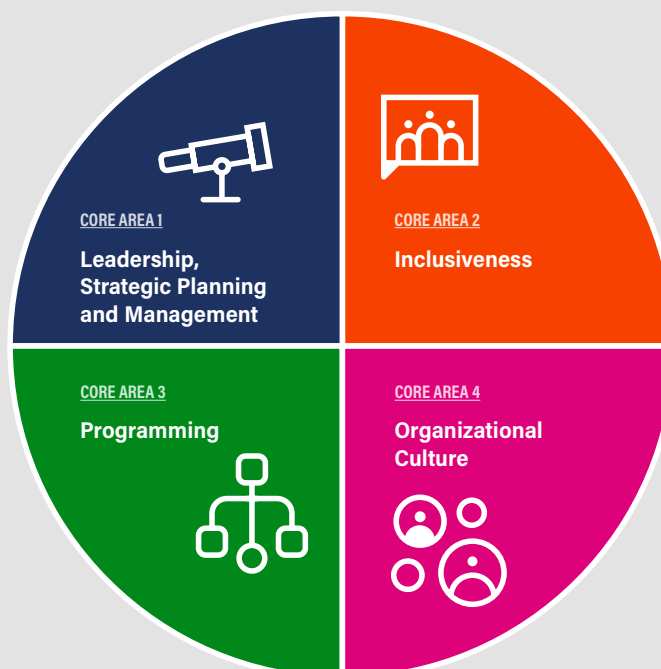 CORE AREA 1
Leadership,
Strategic Planning
and Management
CORE AREA 2
Inclusiveness
CORE AREA 3
Programming
CORE AREA 4
Organizational
Culture